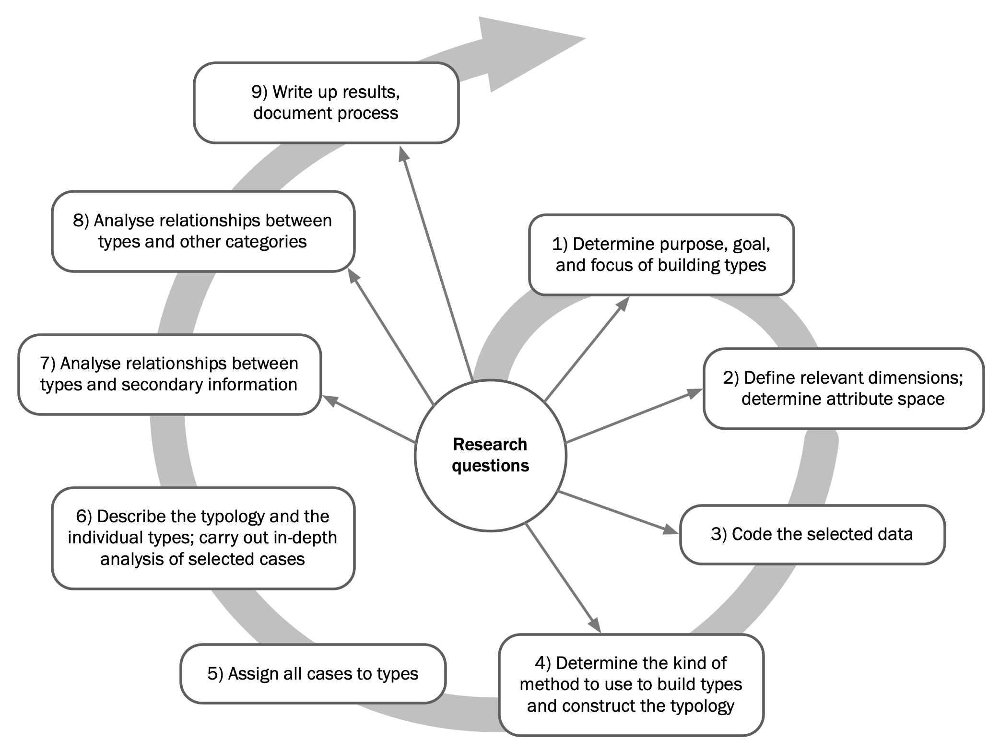 9) Write up results,
document process
8) Analyse relationships between
types and other categories
1) Determine purpose, goal,
and focus of building types
7) Analyse relationships between
types and secondary information
2) Define relevant dimensions;
determine attribute space
Research
questions
6) Describe the typology and the
individual types; carry out in-depth
analysis of selected cases
3) Code the selected data
5) Assign all cases to types
4) Determine the kind of
method to use to build types
and construct the typology